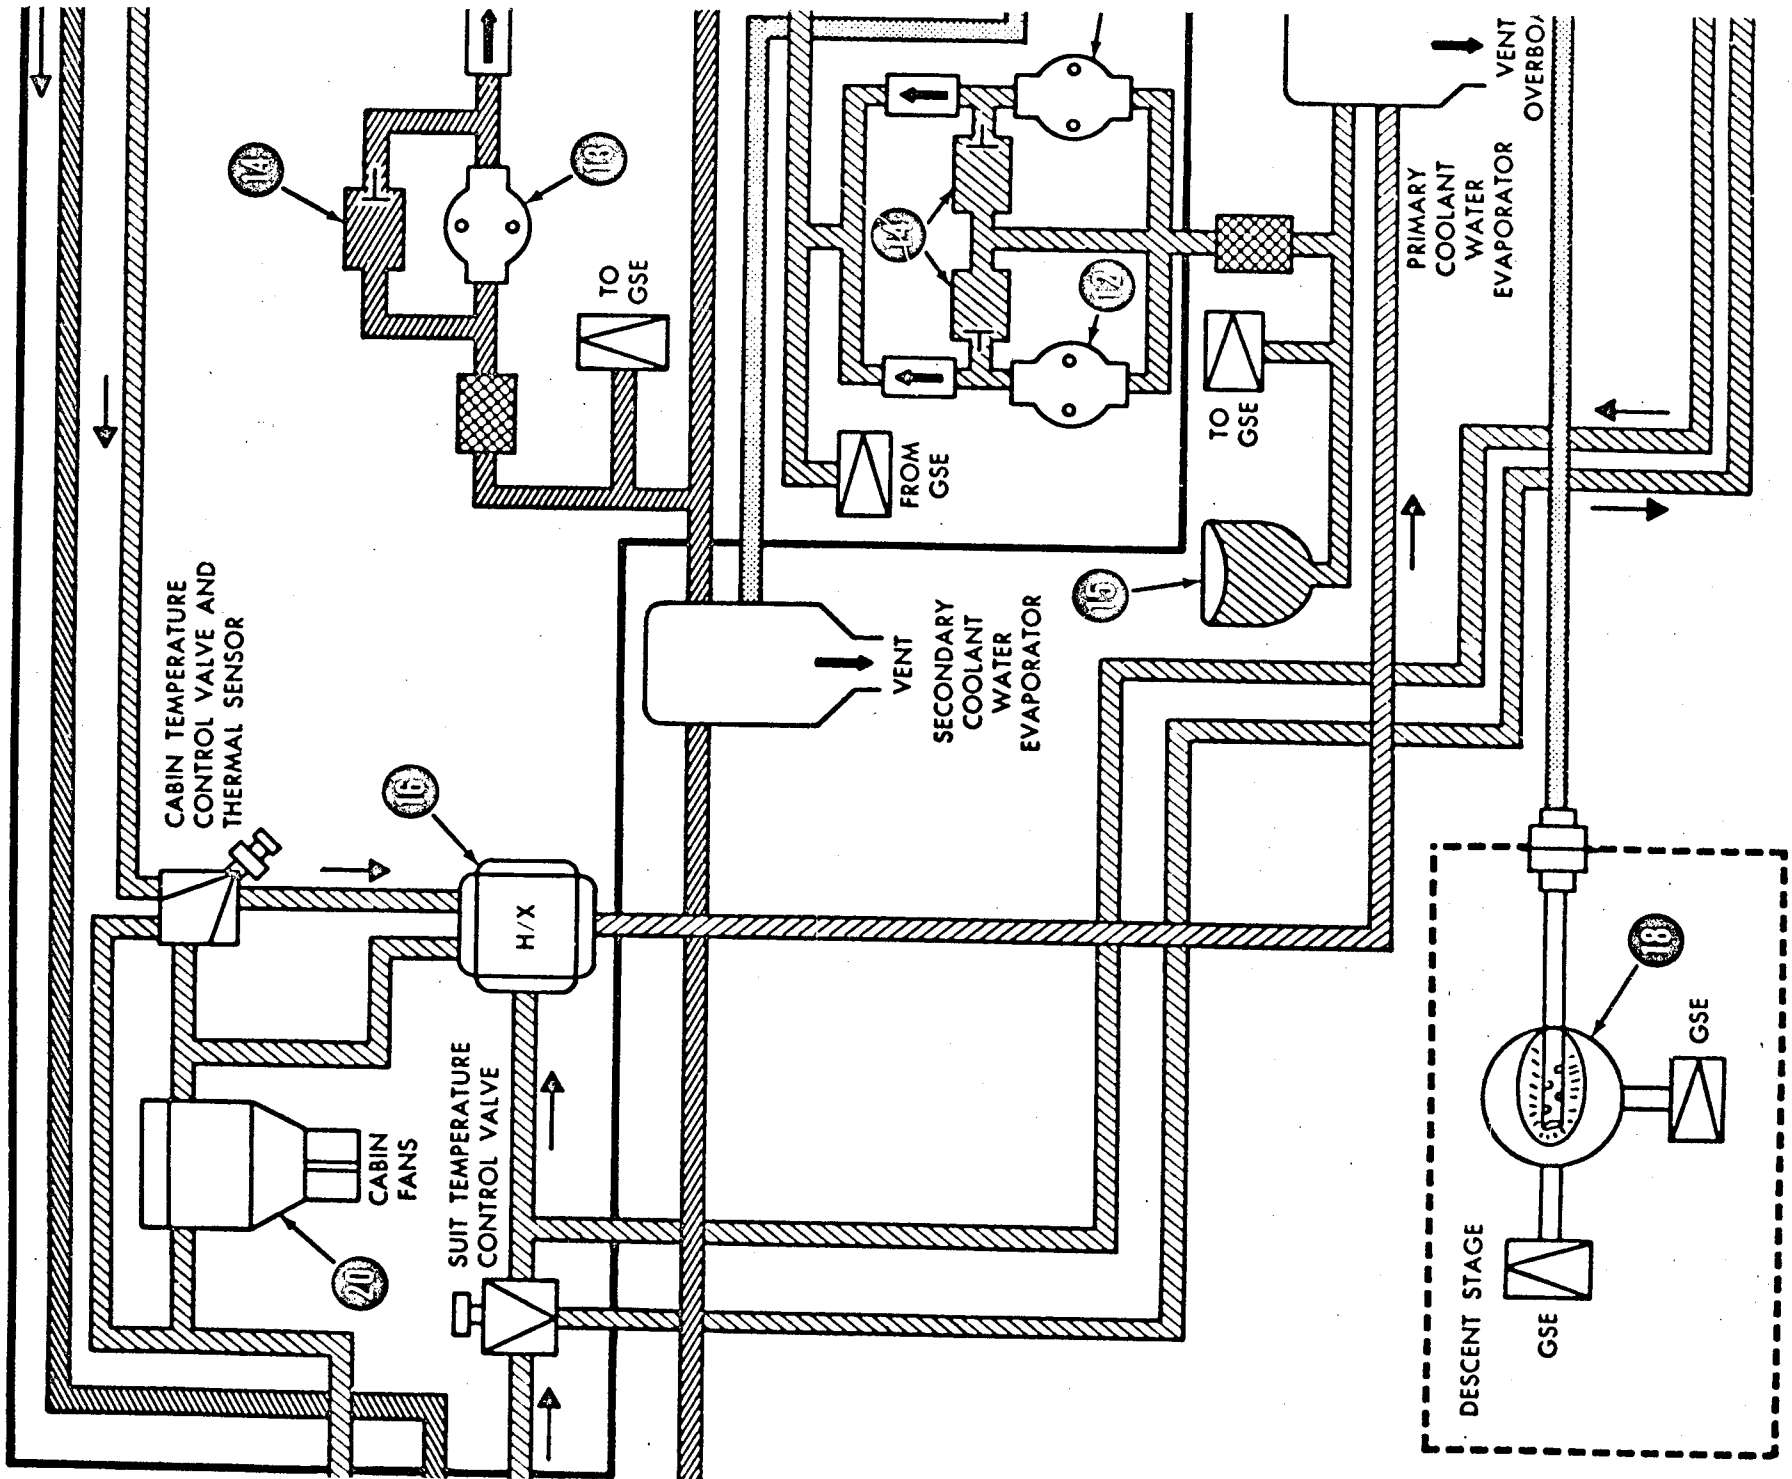 14
13
TO
GSE
14
12
FROM
GSE
TO
GSE
15
PRIMARY
COOLANT
WATER
EVAPORATOR
VENT
CABIN TEMPERATURE
CONTROL VALVE AND
THERMAL SENSOR
16
H/X
VENT
SECONDARY
COOLANT
WATER
EVAPORATOR
CABIN
FANS
20
SUIT TEMPERATURE
CONTROL VALVE
DESCENT STAGE
18
GSE
GSE